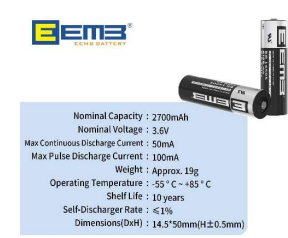 EEMB®
EEMB BATTERY
EEMB
Nominal Capacity : 2700mAh
Nominal Voltage : 3.6V
Max Continuous Discharge Current : 50mA
Max Pulse Discharge Current : 100mA
Weight : Approx. 19g
Operating Temperature : -55°C~+85°C
Shelf Life : 10 years
Self-Discharger Rate : ≤1%
Dimensions(DxH) : 14.5*50mm(H±0.5mm)